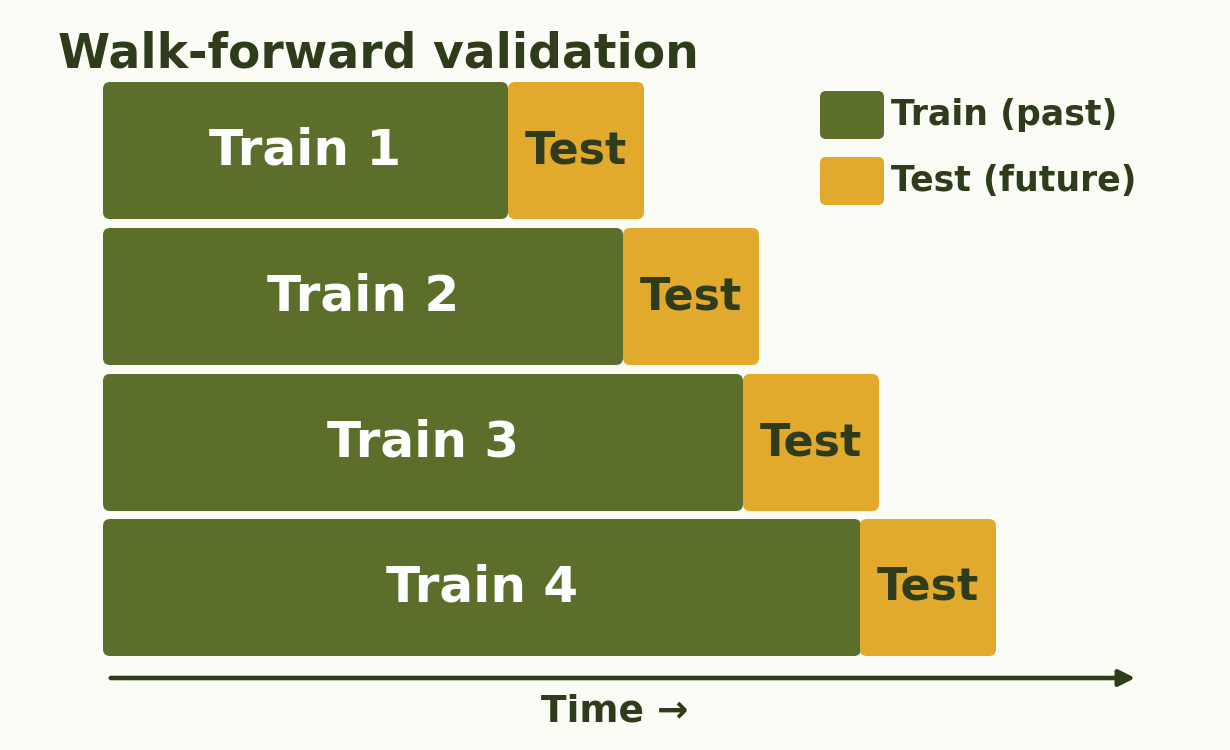 Walk-forward validation
Train 1
Test
Train (past)
Test (future)
Train 2
Test
Train 3
Test
Train 4
Test
Time →